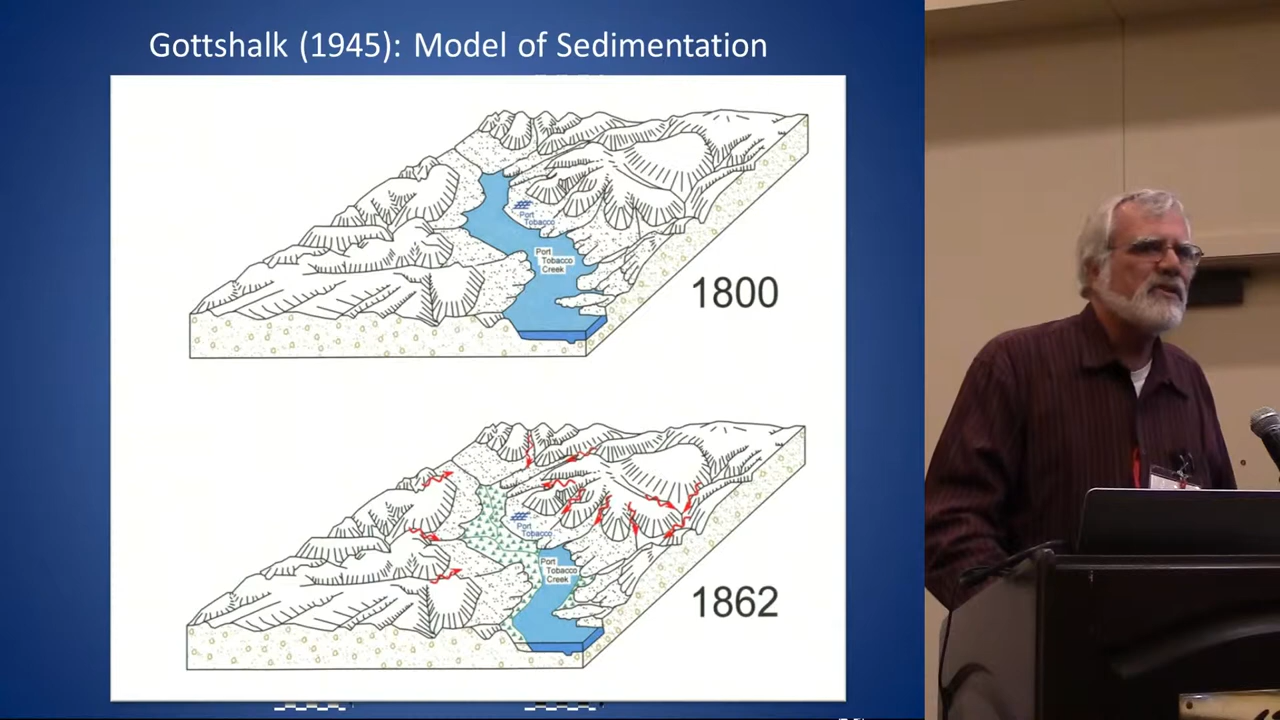 Gottshalk (1945): Model of Sedimentation
Port
Tobacco
Port
Tobacco
Creek
1800
Port
Tobacco
Port
Tobacco
Creek
1862